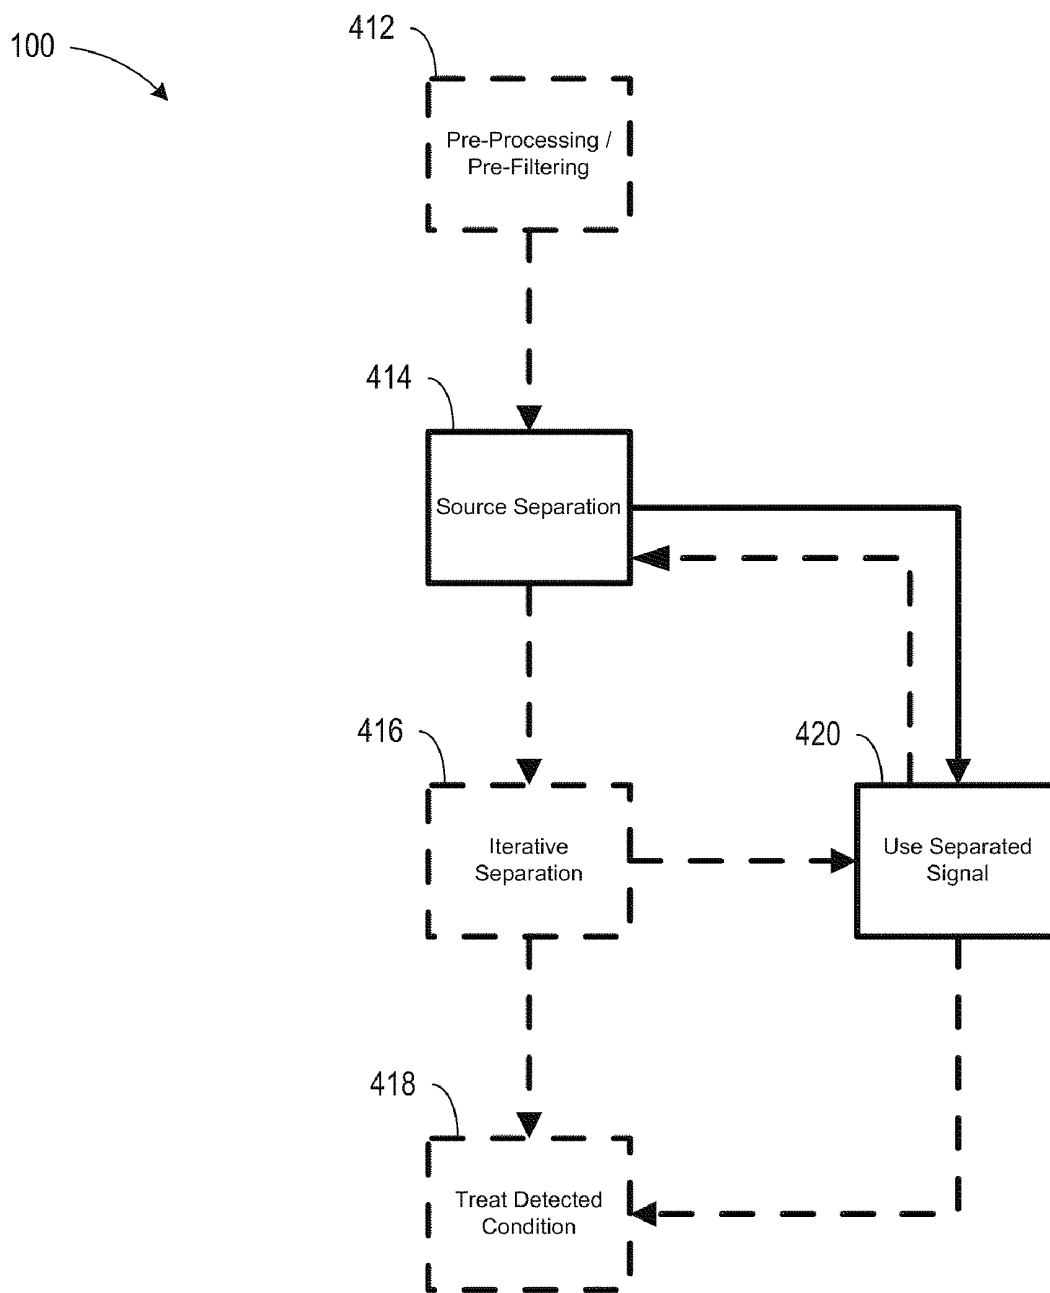 412
100
Pre-Processing /
Pre-Filtering
414
Source Separation
416
420
Iterative
Separation
Use Separated
Signal
418
Treat Detected
Condition